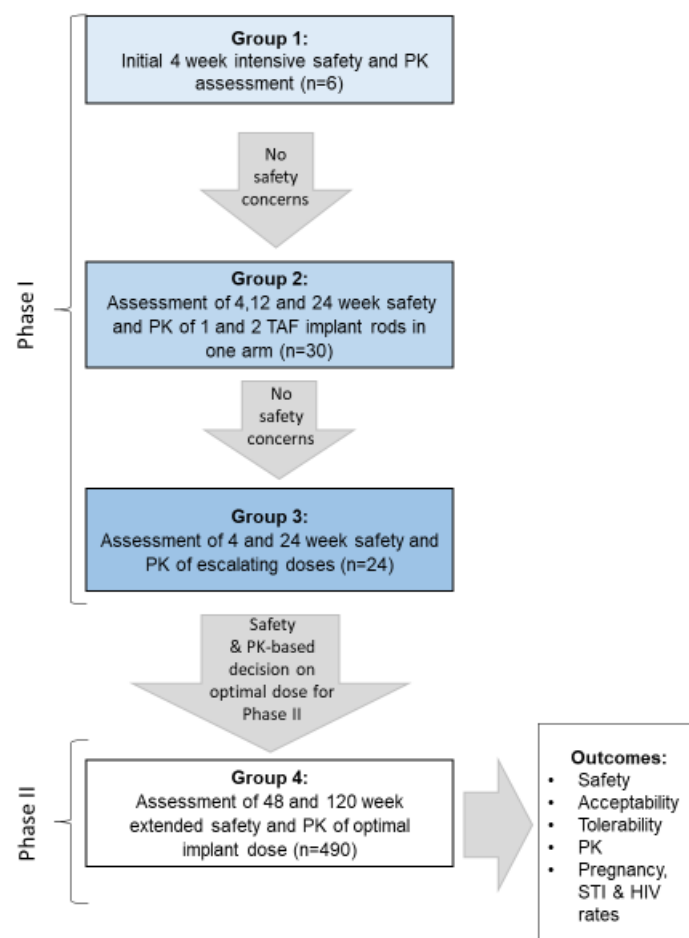 Group 1:
Initial 4 week intensive safety and PK
assessment (n=6)
No
safety
concerns
Phase I
Group 2:
Assessment of 4,12 and 24 week safety
and PK of 1 and 2 TAF implant rods in
one arm (n=30)
No
safety
concerns
Group 3:
Assessment of 4 and 24 week safety and
PK of escalating doses (n=24)
Safety
& PK-based
decision on
optimal dose for
Phase II
Phase II
Group 4:
Assessment of 48 and 120 week
extended safety and PK of optimal
implant dose (n=490)
Outcomes:
• Safety
• Acceptability
• Tolerability
• PK
• Pregnancy,
STI & HIV
rates